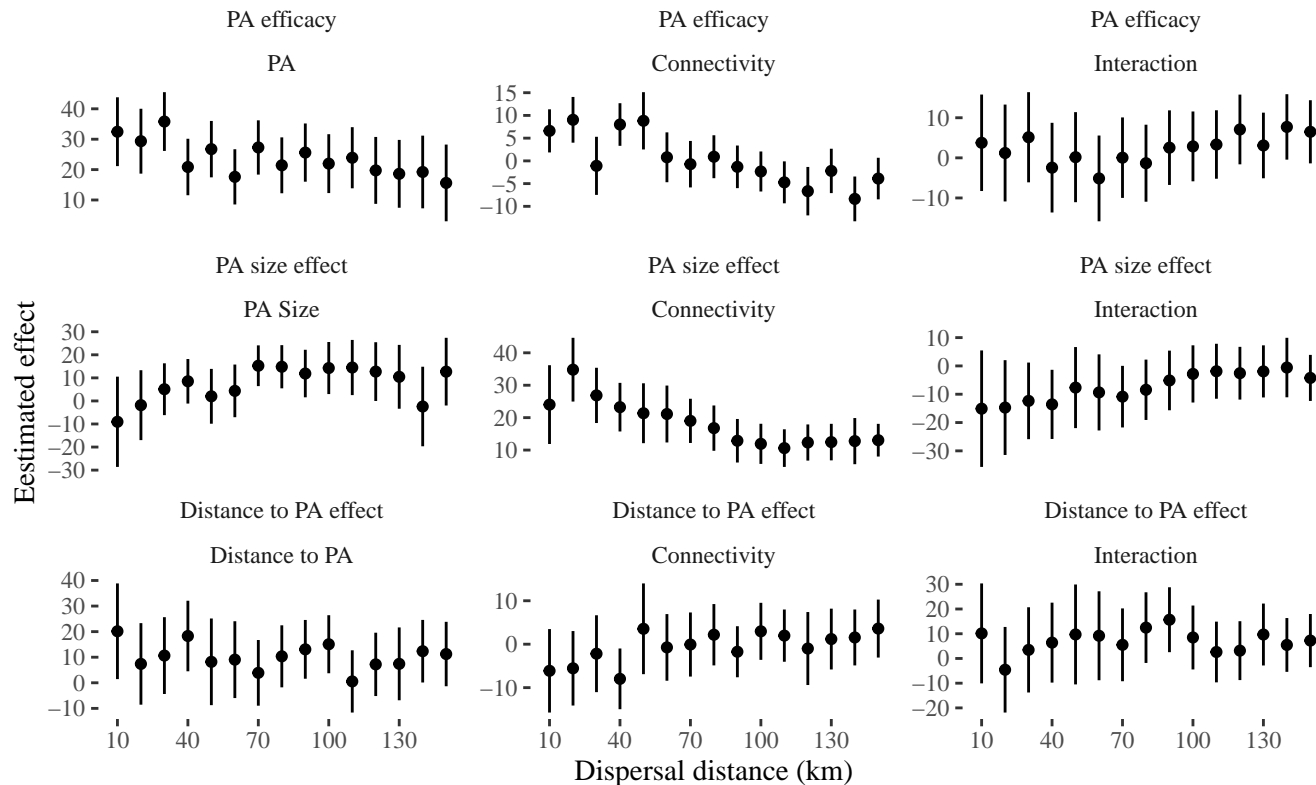 PA efficacy PA efficacy PA efficacy
PA Connectivity Interaction
40 15 10
30 10 0
20 5 −10
10 0
−5
−10
PA size effect PA size effect PA size effect
PA Size Connectivity Interaction
30 40 10
20 30 0
10 20 −10
0 10 −20
−10 −30
−20
−30
Eestimated effect
Distance to PA effect Distance to PA effect Distance to PA effect
Distance to PA Connectivity Interaction
40 10 30
30 0 20
20 −10 10
10 0
0 −10
−10 −20
10 40 70 100 130 10 40 70 100 130 10 40 70 100 130
Dispersal distance (km)